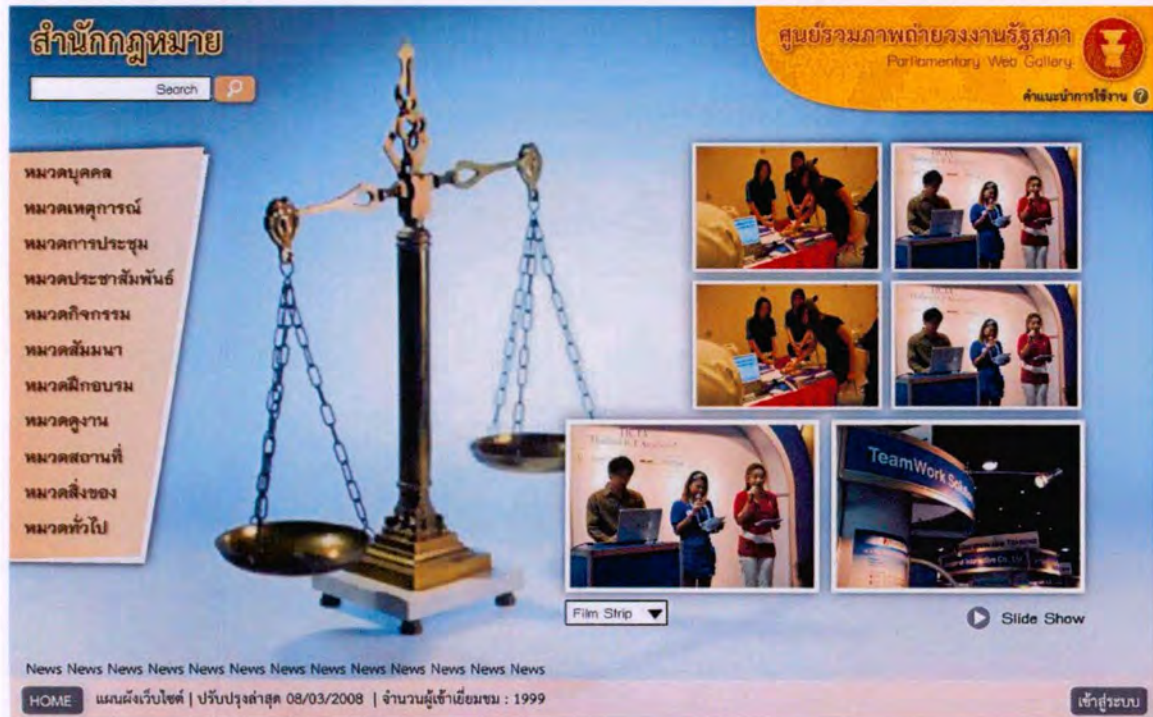 สำนักกฎหมาย
Search
ศูนย์รวมภาพถ่ายวงงานรัฐสภา
Parliamentary Web Gallery
คำแนะนำการใช้งาน ?
หมวดบุคคล
หมวดเหตุการณ์
หมวดการประชุม
หมวดประชาสัมพันธ์
หมวดกิจกรรม
หมวดสัมมนา
หมวดฝึกอบรม
หมวดดูงาน
หมวดสถานที่
หมวดสิ่งของ
หมวดทั่วไป
TeamWork
Film Strip
Slide Show
News News News News News News News News News News News News News
HOME แผนผังเว็บไซต์ | ปรับปรุงล่าสุด 08/03/2008 | จำนวนผู้เข้าเยี่ยมชม : 1999
เข้าสู่ระบบ